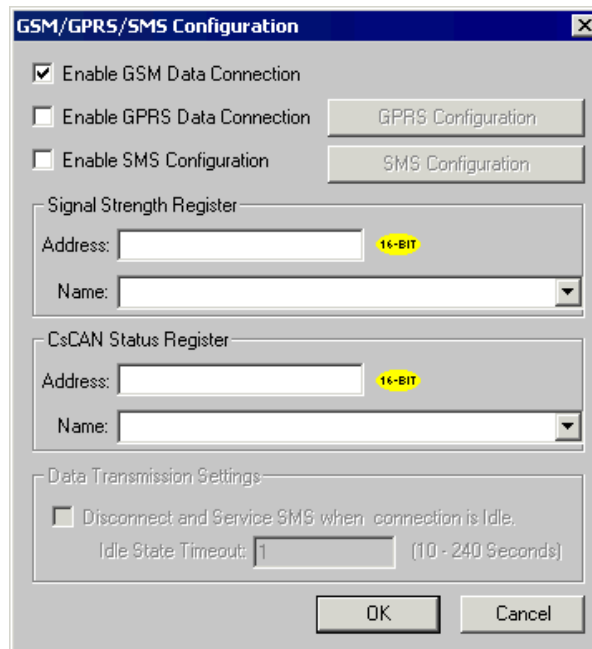 GSM/GPRS/SMS Configuration
Enable GSM Data Connection
Enable GPRS Data Connection GPRS Configuration
Enable SMS Configuration SMS Configuration
Signal Strength Register
Address: 16-BIT
Name:
CsCAN Status Register
Address: 16-BIT
Name:
Data Transmission Settings
Disconnect and Service SMS when connection is Idle.
Idle State Timeout: 1 (10 - 240 Seconds)
OK Cancel